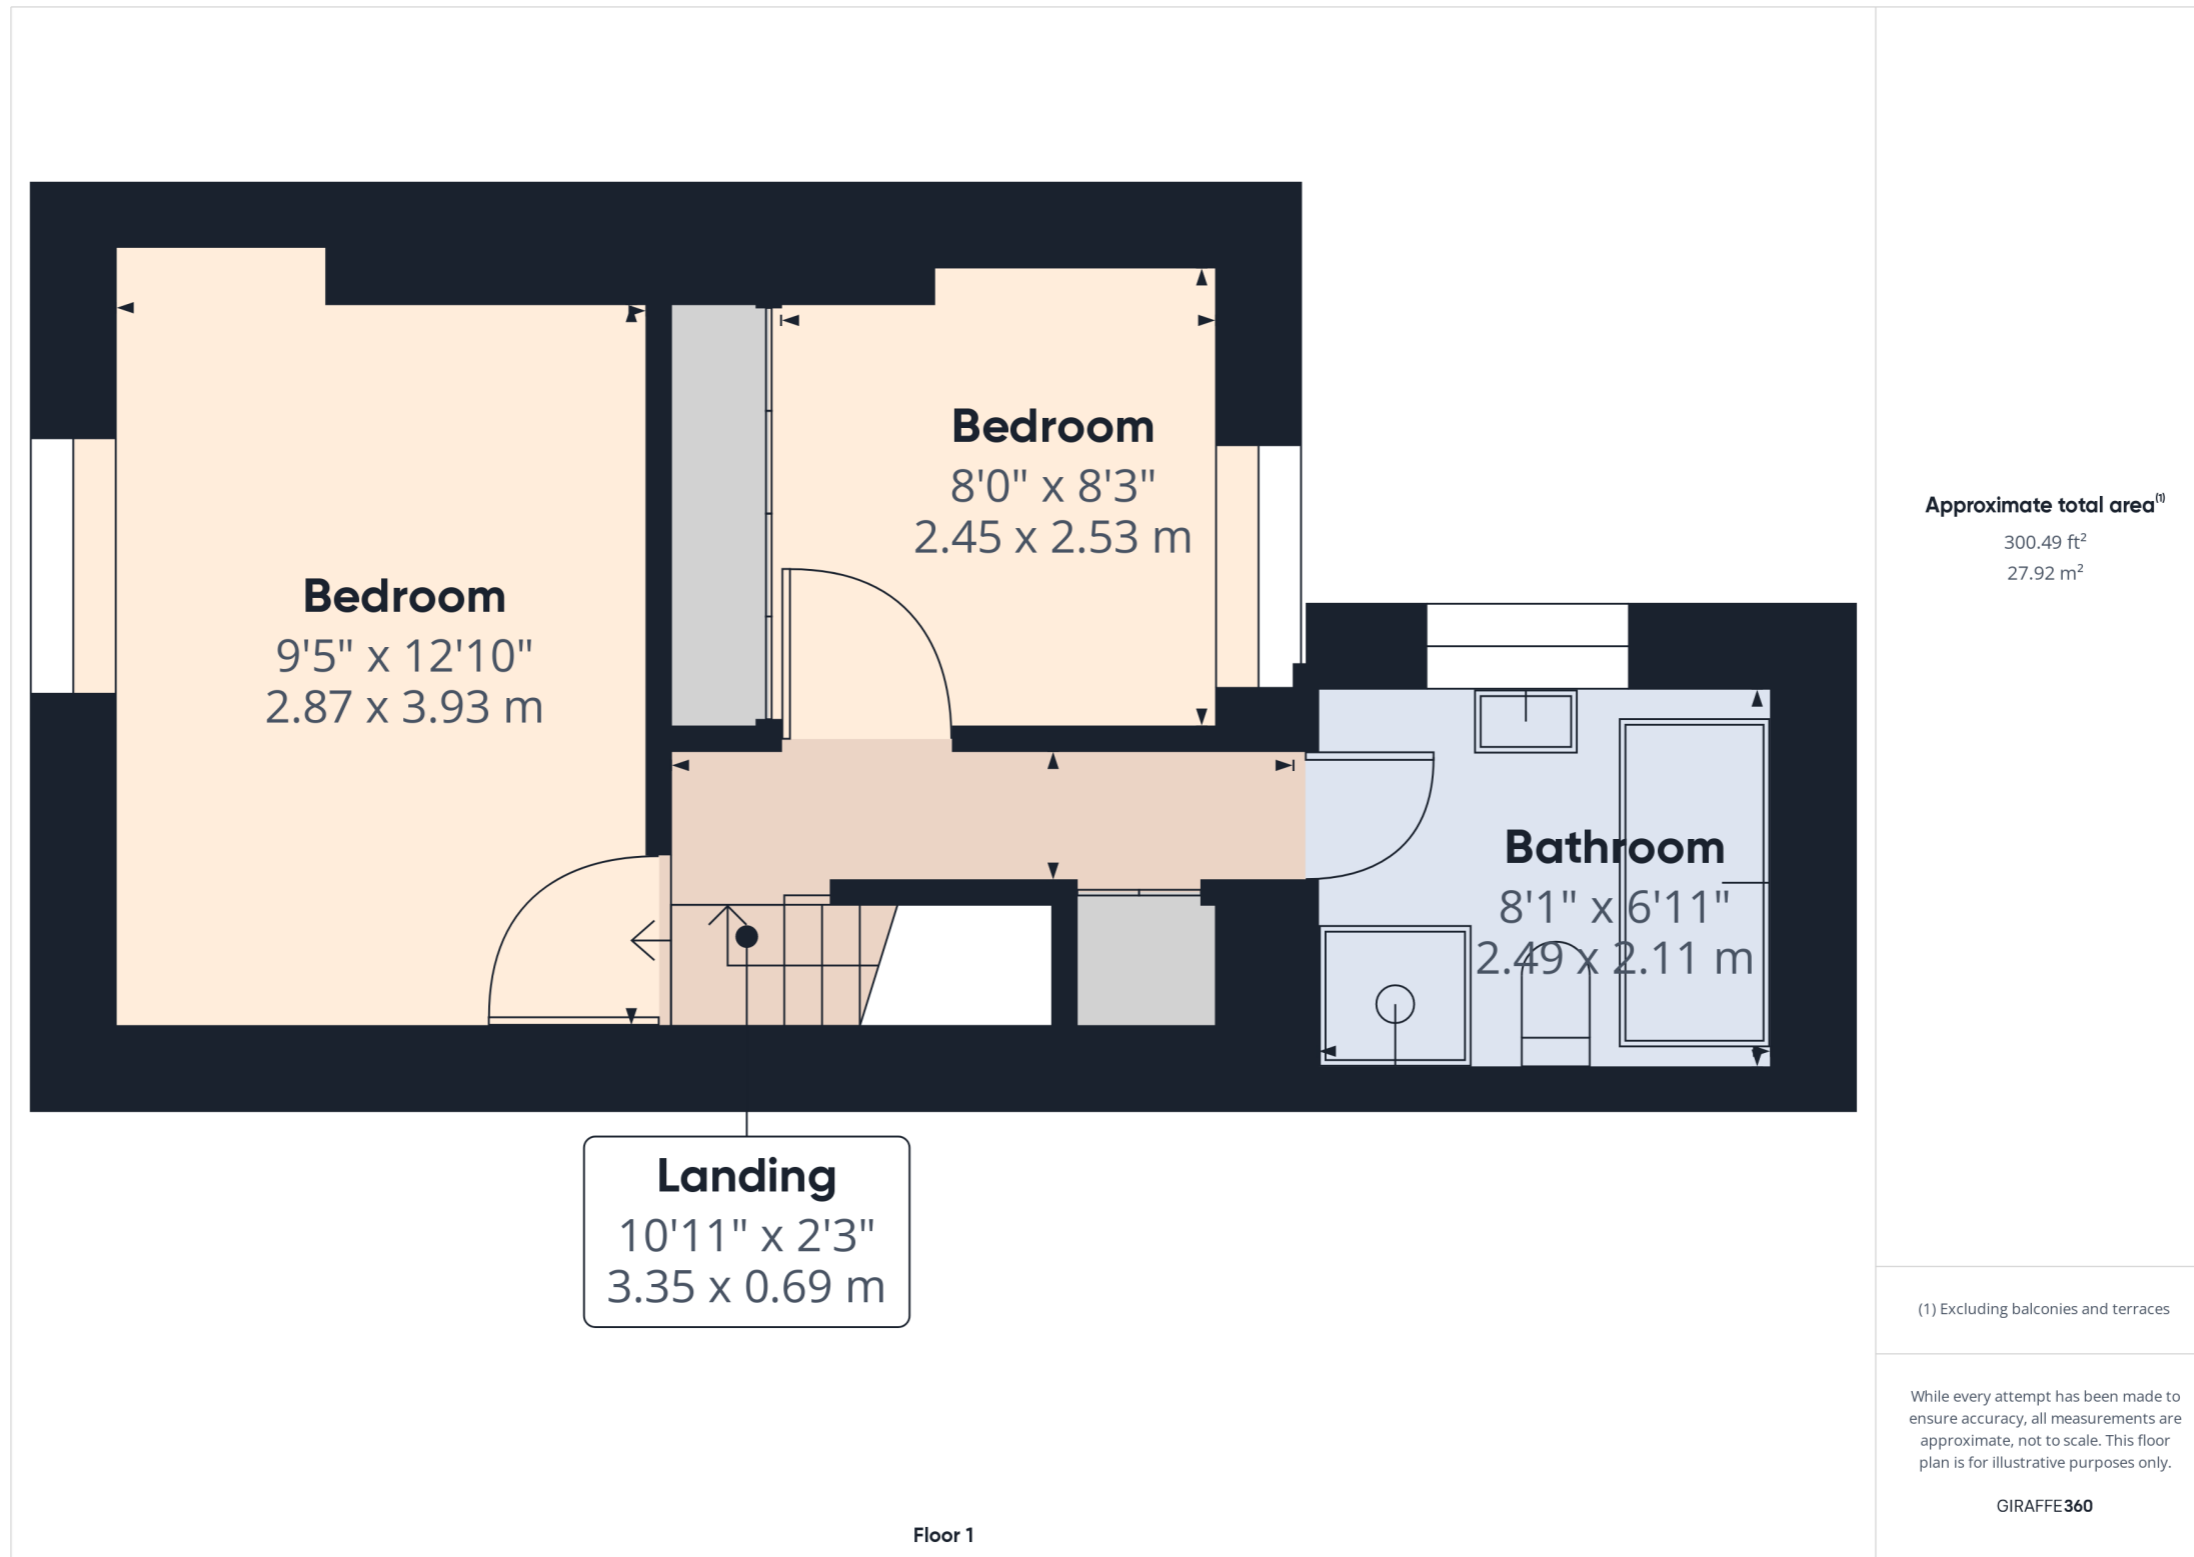 Bedroom
9'5" x 12'10"
2.87 x 3.93 m
Bedroom
8'0" x 8'3"
2.45 x 2.53 m
Bathroom
8'1" x 6'11"
2.49 x 2.11 m
Landing
10'11" x 2'3"
3.35 x 0.69 m
Floor 1
Approximate total area⁽¹⁾
300.49 ft²
27.92 m²
(1) Excluding balconies and terraces
While every attempt has been made to
ensure accuracy, all measurements are
approximate, not to scale. This floor
plan is for illustrative purposes only.
GIRAFFE360